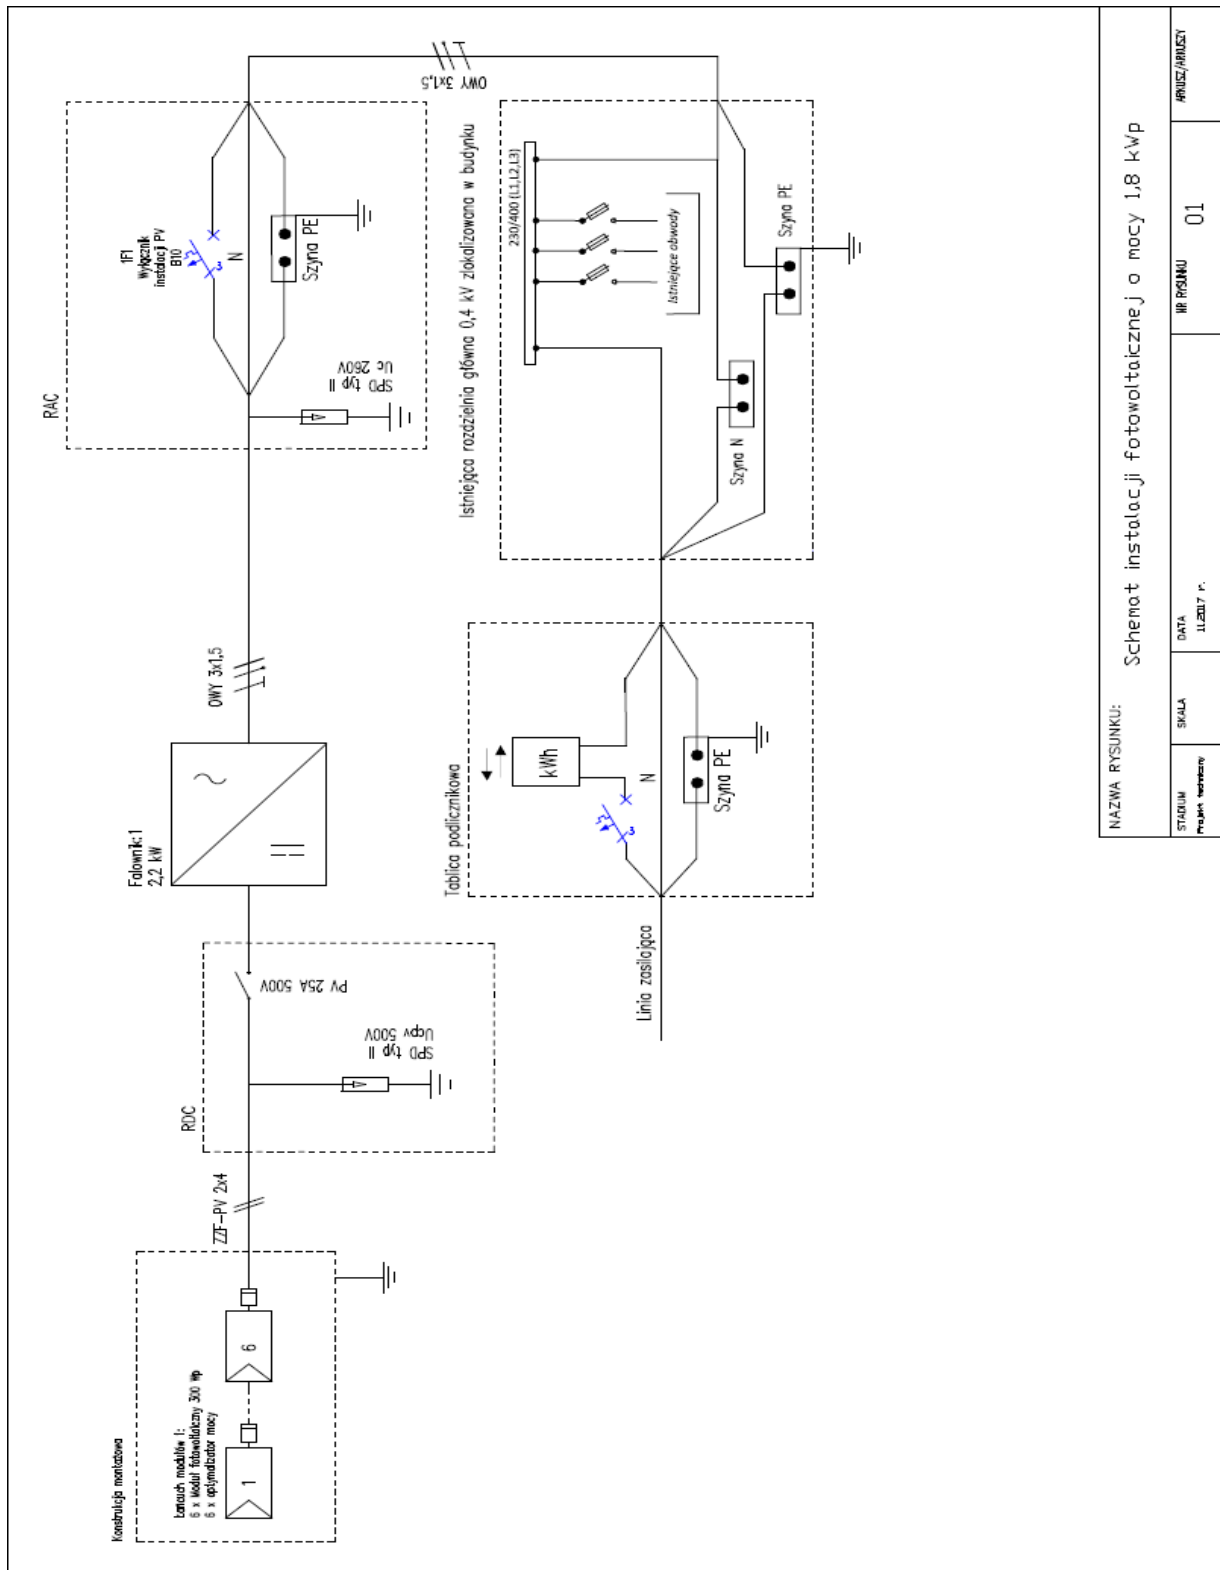 Konstrukcja montażowa
Łańcuch modułów 1:
6 x Moduł fotowoltaiczny 300 Wp
6 x optymalizator mocy
1
6
ZZF-PV 2x4
RDC
SPD typ II
Ucpv 500V
PV 25A 500V
Falownik:1
2,2 kW
OWY 3x1,5
RAC
SPD typ II
Uc 260V
1F1
Wyłącznik
instalacji PV
B10
3
N
Szyna PE
OWY 3x1,5
Linia zasilająca
Tablica podlicznikowa
3
kWh
N
Szyna PE
Istniejąca rozdzielnia główna 0,4 kV zlokalizowana w budynku
230/400 (L1,L2,L3)
Istniejące obwody
Szyna N
Szyna PE
NAZWA RYSUNKU:
Schemat instalacji fotowoltaicznej o mocy 1,8 kWp
STADIUM
Projekt techniczny
SKALA
DATA
11.2017 r.
NR RYSUNKU
01
ARKUSZ/ARKUSZY